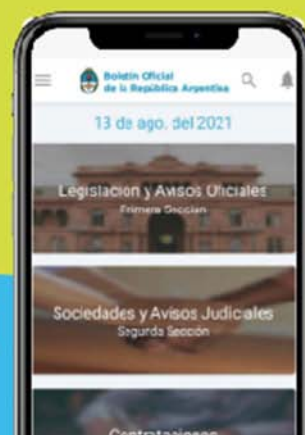 Boletín Oficial
de la República Argentina
13 de ago. del 2021
Legislación y Avisos Oficiales
Primera Sección
Sociedades y Avisos Judiciales
Segunda Sección
Contrataciones